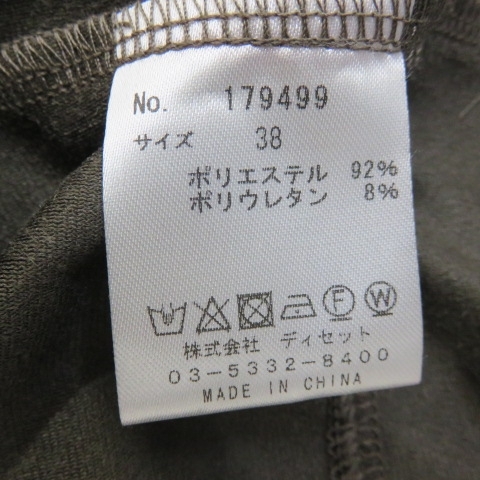 No. 179499
サイズ 38
ポリエステル 92%
ポリウレタン 8%
F W
株式会社 ディセット
03-5332-8400
MADE IN CHINA